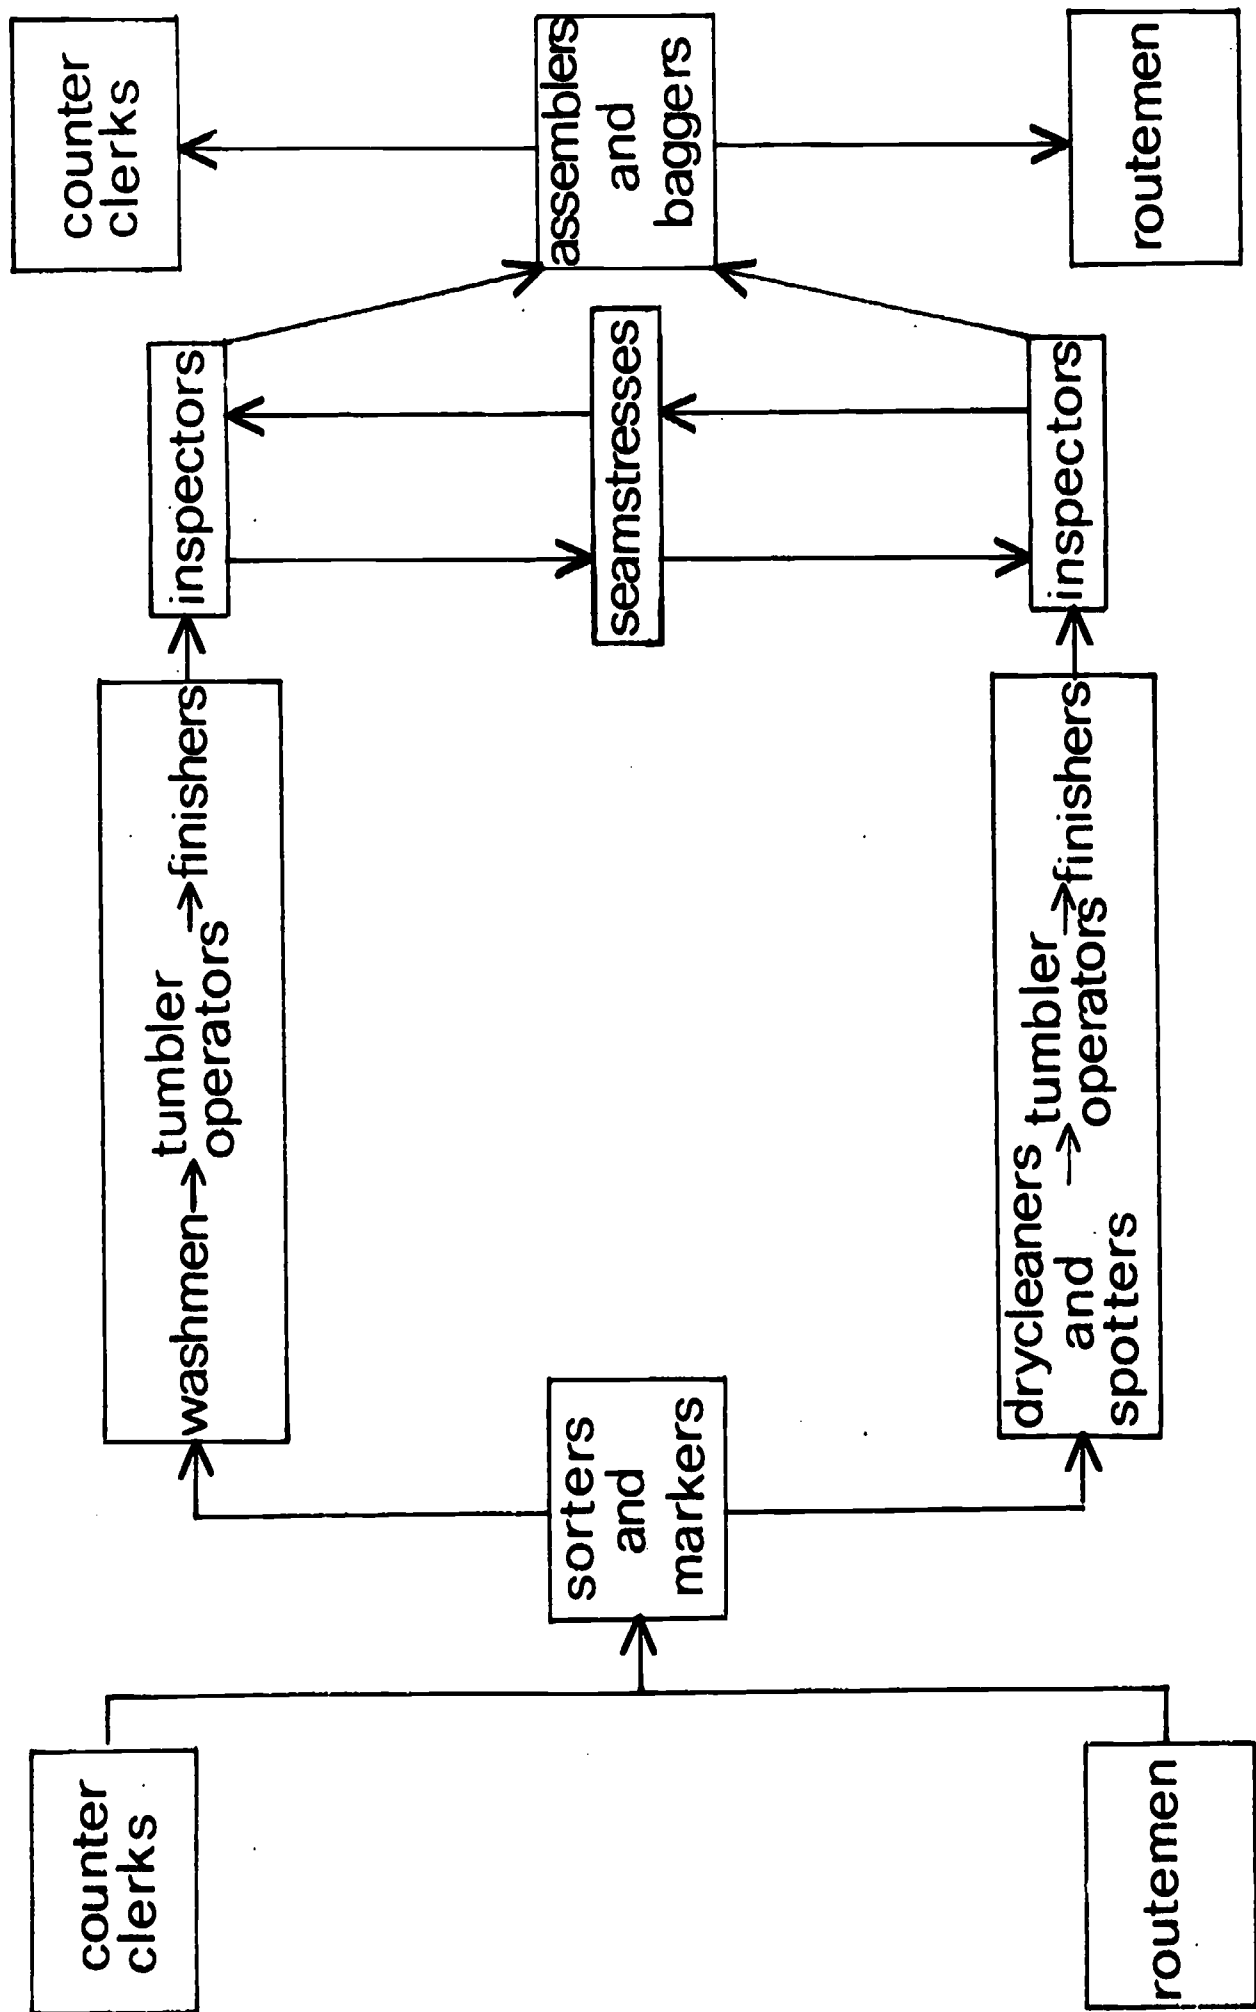 counter
clerks
routemen
sorters
and
markers
washmen
tumbler
operators
finishers
drycleaners
and
spotters
tumbler
operators
finishers
inspectors
seamstresses
inspectors
assemblers
and
baggers
counter
clerks
routemen